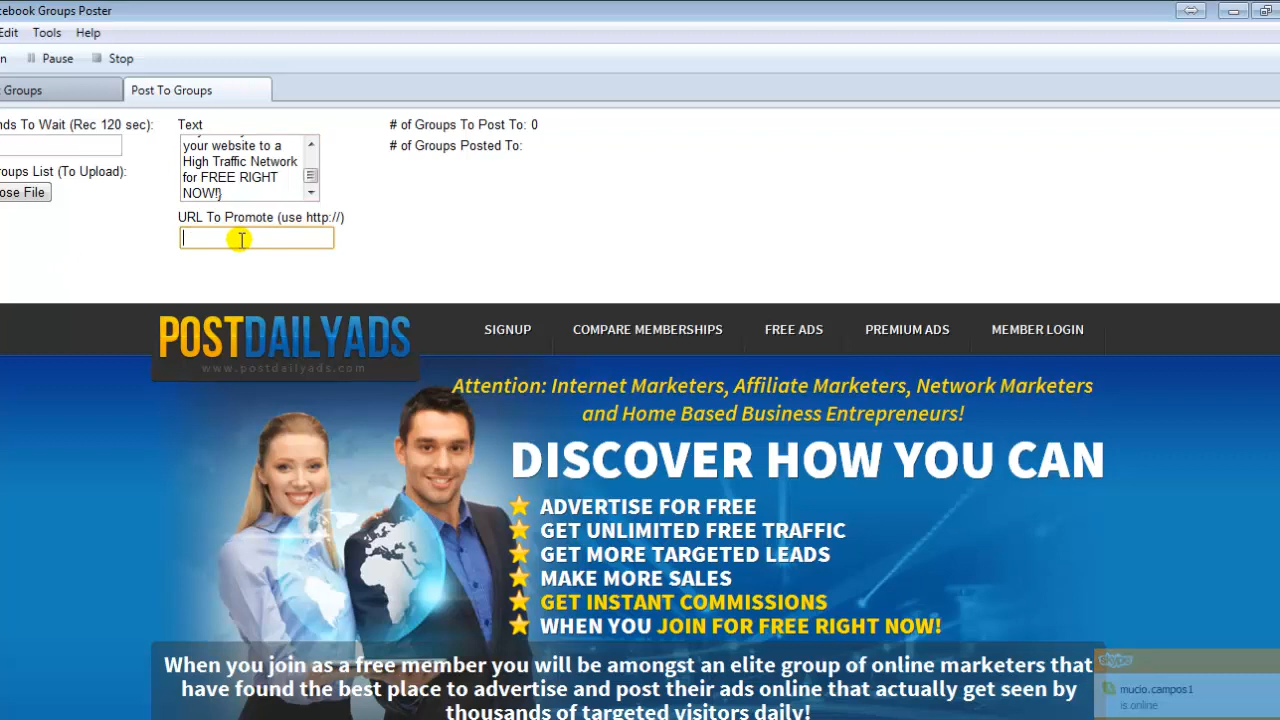 cebook Groups Poster
Edit Tools Help
n Pause Stop
Groups Post To Groups
nds To Wait (Rec 120 sec):
Text
your website to a
High Traffic Network
for FREE RIGHT
NOW!}
# of Groups To Post To: 0
# of Groups Posted To:
roups List (To Upload):
ose File
URL To Promote (use http://)
POSTDAILYADS
www.postdailyads.com
SIGNUP COMPARE MEMBERSHIPS FREE ADS PREMIUM ADS MEMBER LOGIN
Attention: Internet Marketers, Affiliate Marketers, Network Marketers
and Home Based Business Entrepreneurs!
DISCOVER HOW YOU CAN
ADVERTISE FOR FREE
GET UNLIMITED FREE TRAFFIC
GET MORE TARGETED LEADS
MAKE MORE SALES
GET INSTANT COMMISSIONS
WHEN YOU JOIN FOR FREE RIGHT NOW!
When you join as a free member you will be amongst an elite group of online marketers that
have found the best place to advertise and post their ads online that actually get seen by
thousands of targeted visitors daily!
skype
mucio.campos1
is online